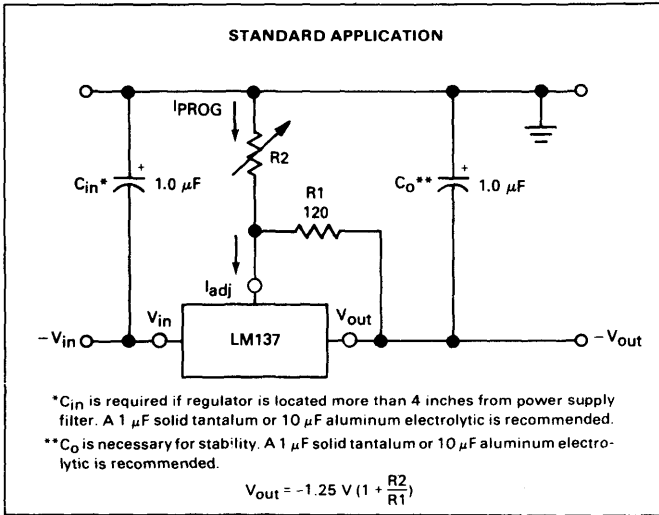 STANDARD APPLICATION
IPROG
R2
Cin*
+
1.0 μF
R1
120
Co**
+
1.0 μF
Iadj
-Vin
Vin
LM137
Vout
-Vout
*Cin is required if regulator is located more than 4 inches from power supply
filter. A 1 μF solid tantalum or 10 μF aluminum electrolytic is recommended.
**Co is necessary for stability. A 1 μF solid tantalum or 10 μF aluminum electro-
lytic is recommended.
Vout = -1.25 V (1 + R2/R1)